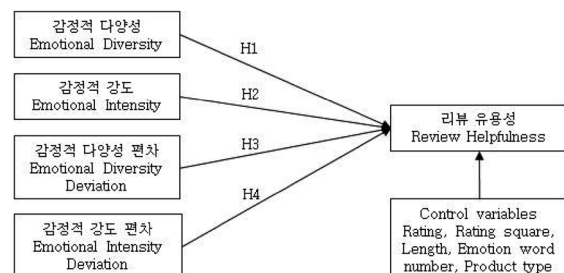 감정적 다양성
Emotional Diversity
H1
감정적 강도
Emotional Intensity
H2
리뷰 유용성
Review Helpfulness
감정적 다양성 편차
Emotional Diversity
Deviation
H3
H4
감정적 강도 편차
Emotional Intensity
Deviation
Control variables
Rating, Rating square,
Length, Emotion word
number, Product type